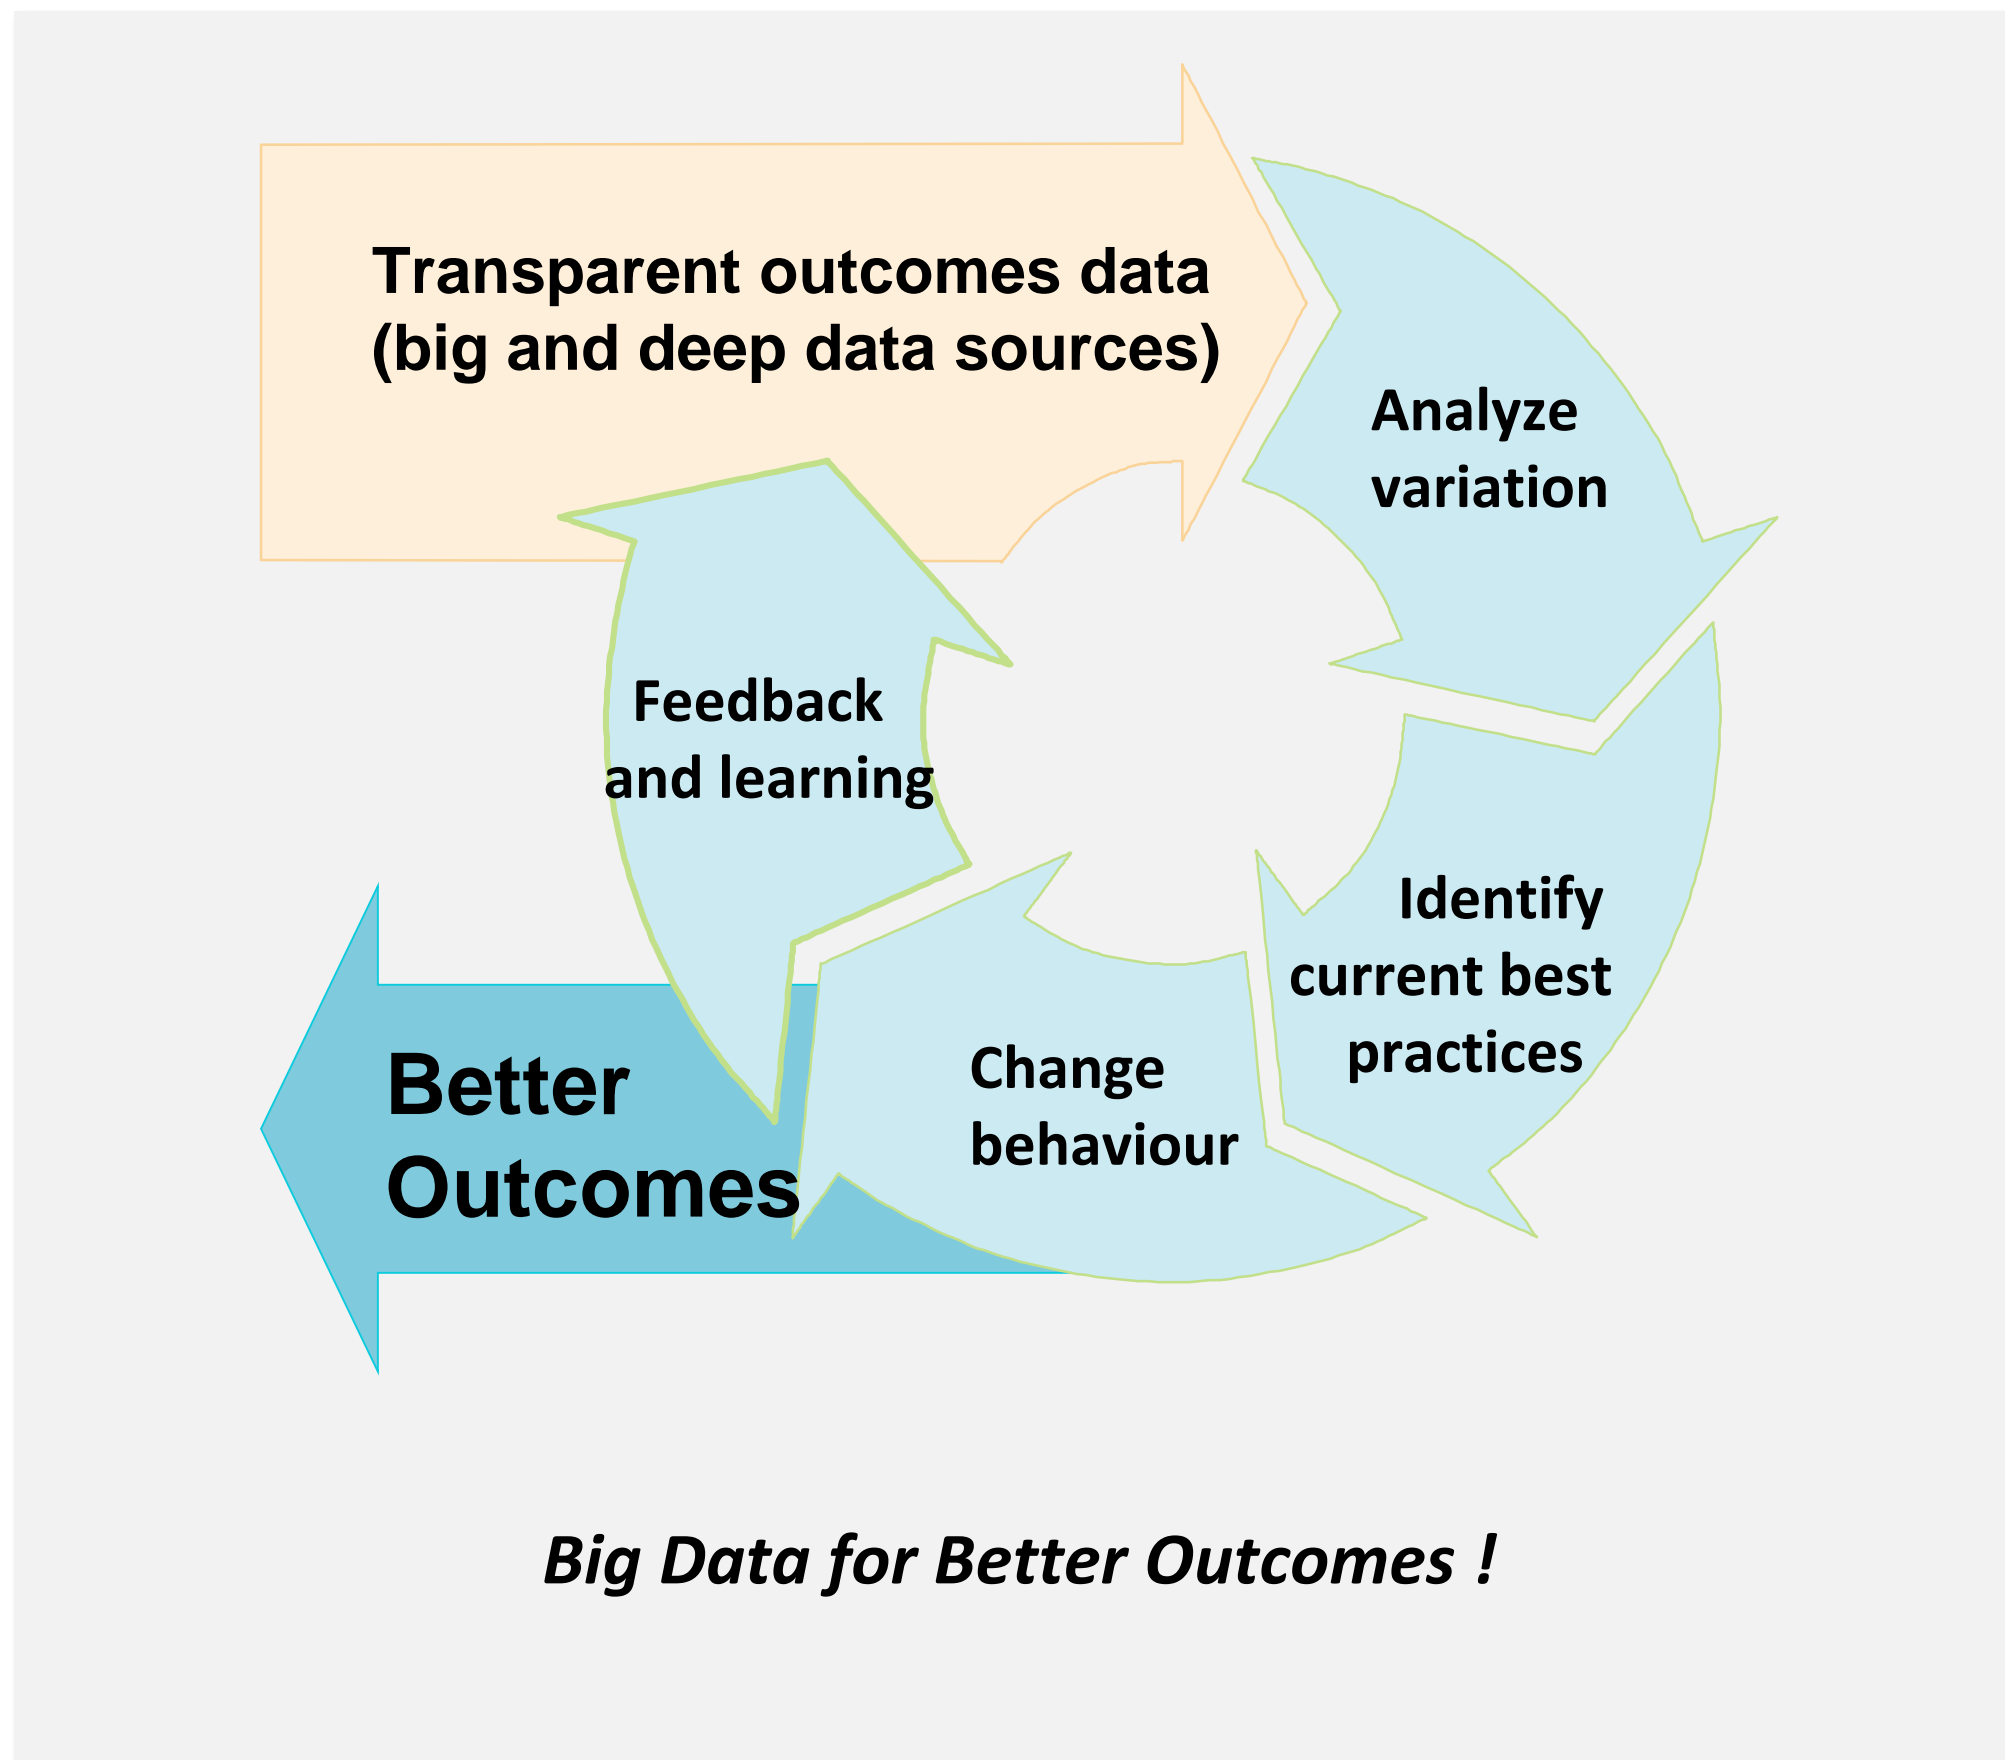 Transparent outcomes data
(big and deep data sources)
Analyze
variation
Identify
current best
practices
Change
behaviour
Feedback
and learning
Better
Outcomes
Big Data for Better Outcomes !